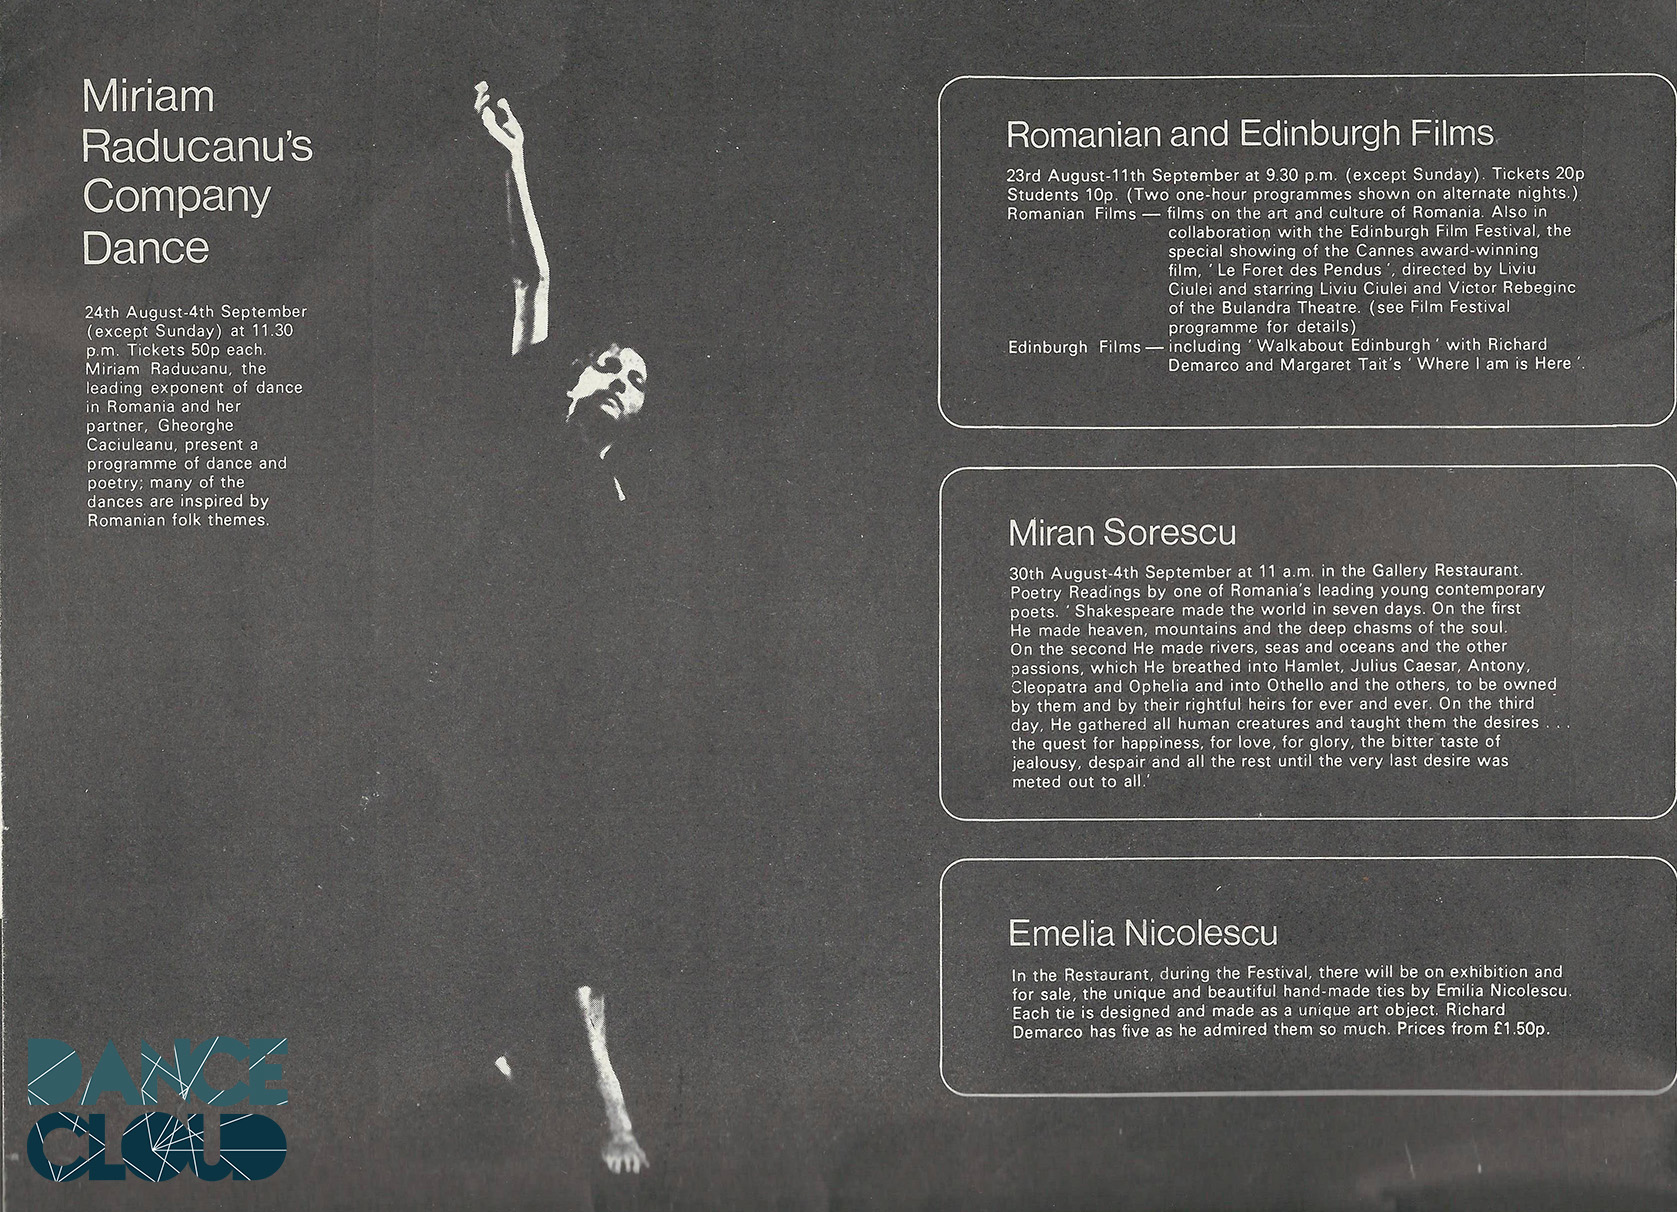 Miriam
Raducanu's
Company
Dance
24th August-4th September
(except Sunday) at 11.30
p.m. Tickets 50p each.
Miriam Raducanu, the
leading exponent of dance
in Romania and her
partner, Gheorghe
Caciuleanu, present a
programme of dance and
poetry; many of the
dances are inspired by
Romanian folk themes.
Romanian and Edinburgh Films
23rd August-11th September at 9.30 p.m. (except Sunday). Tickets 20p
Students 10p. (Two one-hour programmes shown on alternate nights.)
Romanian Films — films on the art and culture of Romania. Also in
collaboration with the Edinburgh Film Festival, the
special showing of the Cannes award-winning
film, ' Le Foret des Pendus ', directed by Liviu
Ciulei and starring Liviu Ciulei and Victor Rebeginc
of the Bulandra Theatre. (see Film Festival
programme for details)
Edinburgh Films — including ' Walkabout Edinburgh ' with Richard
Demarco and Margaret Tait's ' Where I am is Here '.
Miran Sorescu
30th August-4th September at 11 a.m. in the Gallery Restaurant.
Poetry Readings by one of Romania's leading young contemporary
poets. ' Shakespeare made the world in seven days. On the first
He made heaven, mountains and the deep chasms of the soul.
On the second He made rivers, seas and oceans and the other
passions, which He breathed into Hamlet, Julius Caesar, Antony,
Cleopatra and Ophelia and into Othello and the others, to be owned
by them and by their rightful heirs for ever and ever. On the third
day, He gathered all human creatures and taught them the desires . . .
the quest for happiness, for love, for glory, the bitter taste of
jealousy, despair and all the rest until the very last desire was
meted out to all.'
Emelia Nicolescu
In the Restaurant, during the Festival, there will be on exhibition and
for sale, the unique and beautiful hand-made ties by Emilia Nicolescu.
Each tie is designed and made as a unique art object. Richard
Demarco has five as he admired them so much. Prices from £1.50p.
DANCE
CLOUD